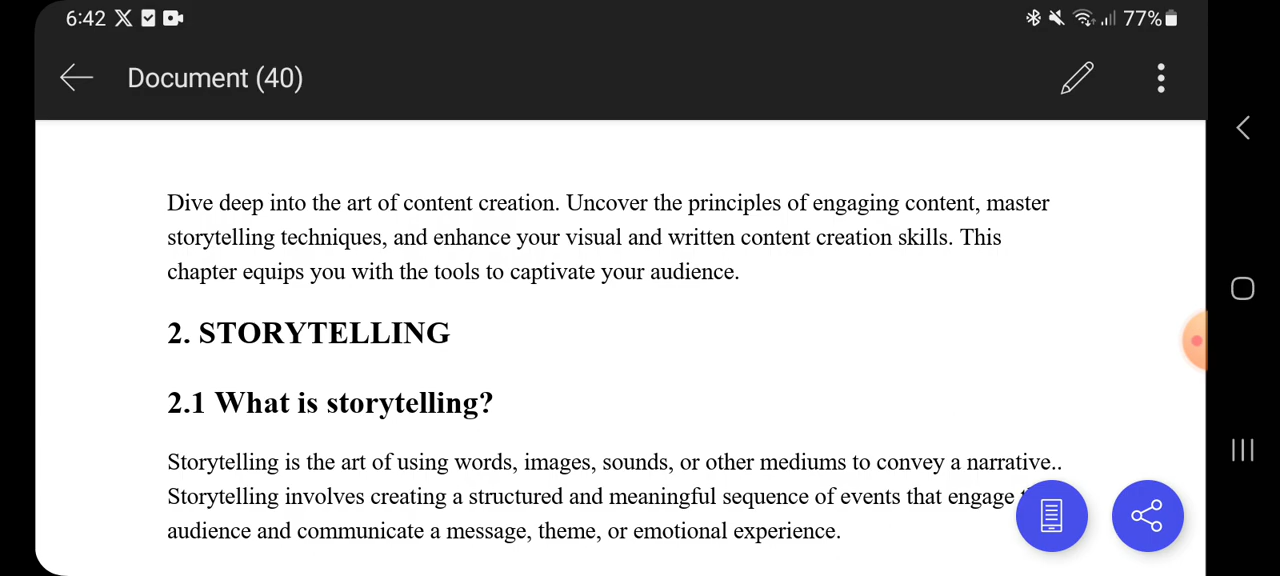 6:42
77%
Document (40)
Dive deep into the art of content creation. Uncover the principles of engaging content, master
storytelling techniques, and enhance your visual and written content creation skills. This
chapter equips you with the tools to captivate your audience.
2. STORYTELLING
2.1 What is storytelling?
Storytelling is the art of using words, images, sounds, or other mediums to convey a narrative..
Storytelling involves creating a structured and meaningful sequence of events that engage
audience and communicate a message, theme, or emotional experience.